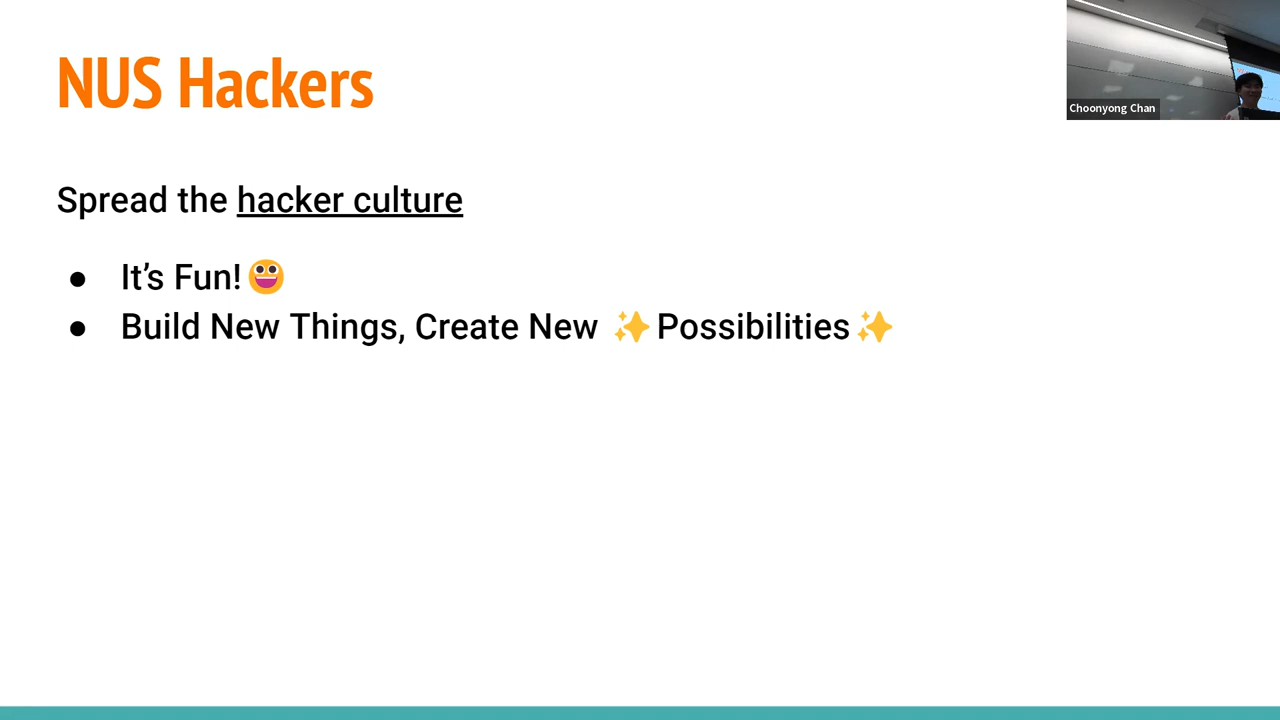 NUS Hackers
Choonyong Chan
Spread the hacker culture
● It’s Fun!😀
● Build New Things, Create New ✨Possibilities✨